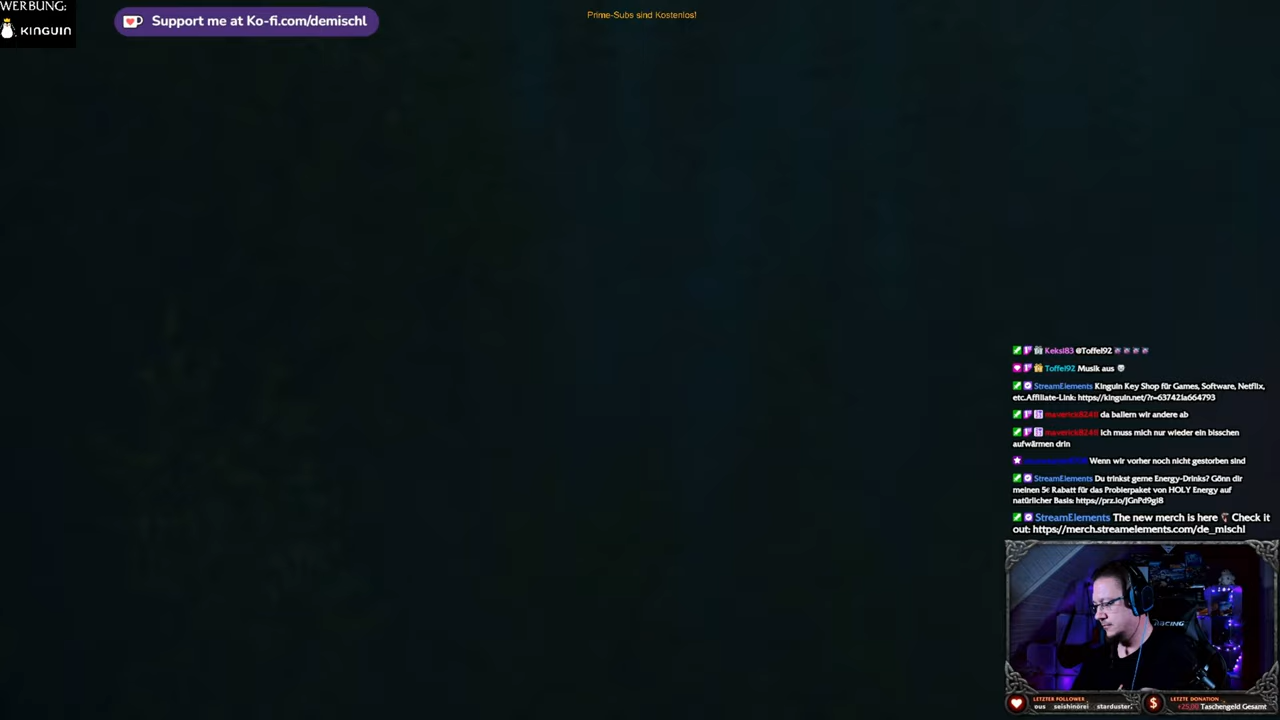 WERBUNG:
KINGUIN
Support me at Ko-fi.com/demischl
Prime-Subs sind Kostenlos!
Keksi83 @Toffel92
Toffel92 Musik aus
StreamElements Kinguin Key Shop für Games, Software, Netflix,
etc.Affiliate-Link: https://kinguin.net/?r=637421a664793
da ballern wir andere ab
Ich muss mich nur wieder ein bisschen
aufwärmen drin
Wenn wir vorher noch nicht gestorben sind
StreamElements Du trinkst gerne Energy-Drinks? Gönn dir
meinen 5€ Rabatt für das Probierpaket von HOLY Energy auf
natürlicher Basis: https://prz.io/JGnPd9gi8
StreamElements The new merch is here Check it
out: https://merch.streamelements.com/de_mischl
RACING
LETZTER FOLLOWER
ous seishinörei starduster
LETZTE DONATION
Taschengeld Gesamt